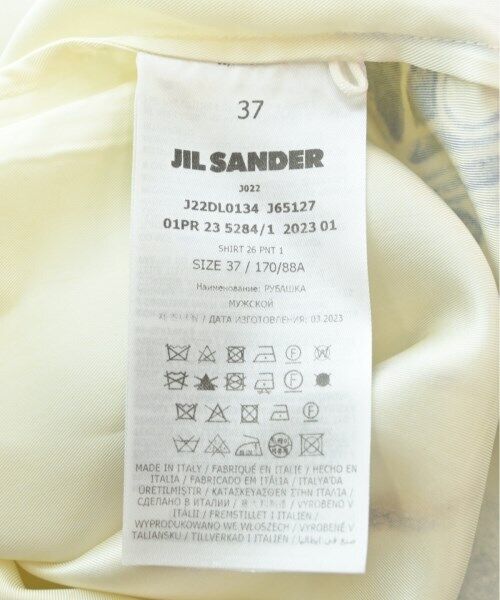 37
JIL SANDER
J022
J22DL0134 J65127
01PR 23 5284/1 2023 01
SHIRT 26 PNT 1
SIZE 37 / 170/88A
Наименование: РУБАШКА
МУЖСКОЙ
/ ДАТА ИЗГОТОВЛЕНИЯ: 03.2023
MADE IN ITALY / FABRIQUÉ EN ITALIE / HECHO EN
ITALIA / FABRICADO EM ITÁLIA / ITALYA'DA
ÜRETILMIŞTIR / ΚΑΤΑΣΚΕΥΑΣΘΕΝ ΣΤΗΝ ΙΤΑΛΙΑ /
СДЕЛАНО В ИТАЛИИ / / VYROBENO V
ITÁLII / FREMSTILLET I ITALIEN /
WYPRODUKOWANO WE WŁOSZECH / VYROBENÉ V
TALIANSKU / TILLVERKAD I ITALIEN /